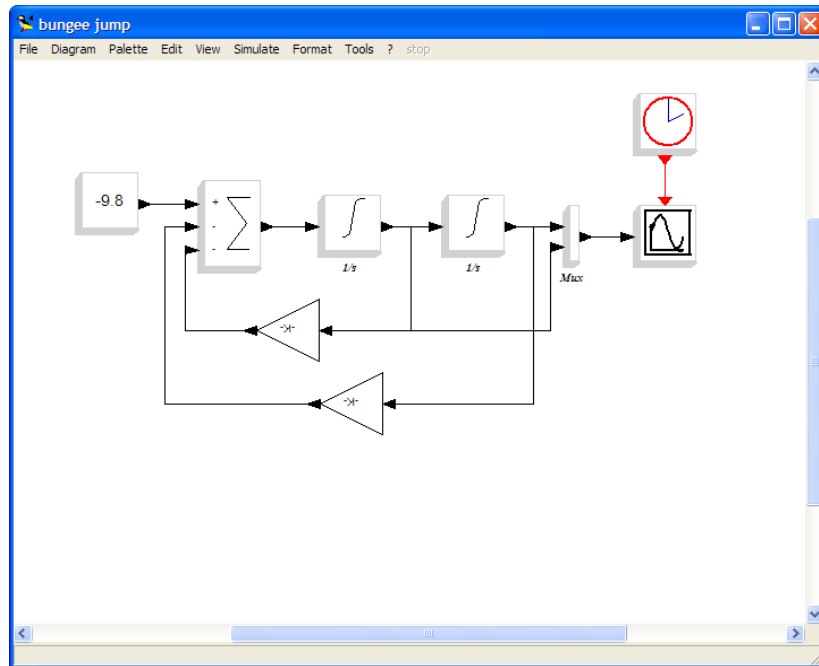 bungee jump
File Diagram Palette Edit View Simulate Format Tools ? stop
-9.8
+
-
-
1/s
1/s
Mux
-K-
-K-